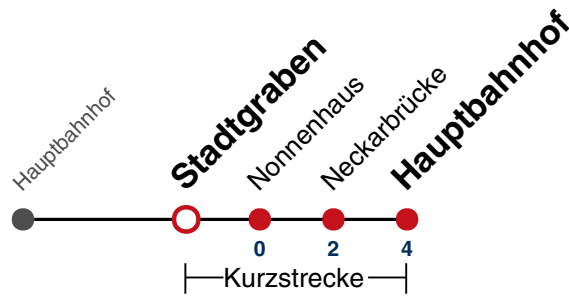 Hauptbahnhof
Stadtgraben
Nonnenhaus
Neckarbrücke
Hauptbahnhof
0 2 4
Kurzstrecke